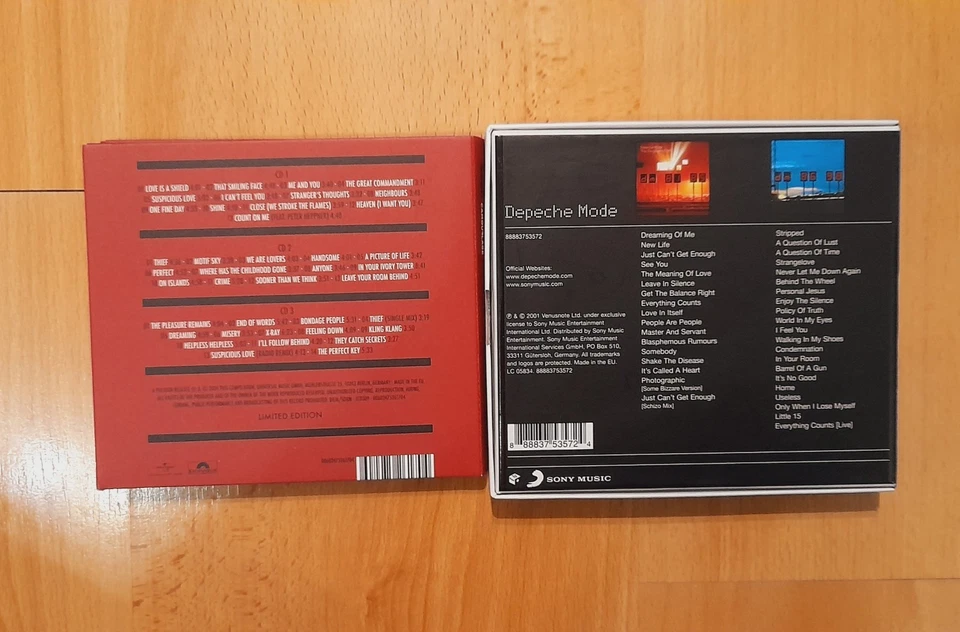 CD 1
LOVE IS A SHIELD THAT SMILING FACE ME AND YOU THE GREAT COMMANDMENT
SUSPICIOUS LOVE I CAN'T FEEL YOU STRANGER'S THOUGHTS NEIGHBOURS
ONE FINE DAY SHINE CLOSE (WE STROKE THE FLAMES) HEAVEN (I WANT YOU)
COUNT ON ME (FEAT. PETER HEPPNER)
CD 2
THIEF MOTIF SKY WE ARE LOVERS HANDSOME A PICTURE OF LIFE
PERFECT WHERE HAS THE CHILDHOOD GONE ANYONE IN YOUR IVORY TOWER
ON ISLANDS CRIME SOONER THAN WE THINK LEAVE YOUR ROOM BEHIND
CD 3
THE PLEASURE REMAINS END OF WORDS BONDAGE PEOPLE THIEF (SINGLE MIX)
DREAMING MISERY X-RAY FEELING DOWN KLING KLANG
HELPLESS HELPLESS I'LL FOLLOW BEHIND THEY CATCH SECRETS
SUSPICIOUS LOVE (RADIO REMIX) THE PERFECT KEY
LIMITED EDITION
Depeche Mode
88883753572
Official Websites:
www.depechemode.com
www.sonymusic.com
℗ & © 2001 Venusnote Ltd. under exclusive
license to Sony Music Entertainment
International Ltd. Distributed by Sony Music
Entertainment. Sony Music Entertainment
International Services GmbH, PO Box 510,
33311 Gütersloh, Germany. All trademarks
and logos are protected. Made in the EU.
LC 05834. 88883753572
8 88837 53572 4
SONY MUSIC
Dreaming Of Me
New Life
Just Can't Get Enough
See You
The Meaning Of Love
Leave In Silence
Get The Balance Right
Everything Counts
Love In Itself
People Are People
Master And Servant
Blasphemous Rumours
Somebody
Shake The Disease
It's Called A Heart
Photographic
[Some Bizzare Version]
Just Can't Get Enough
[Schizo Mix]
Stripped
A Question Of Lust
A Question Of Time
Strangelove
Never Let Me Down Again
Behind The Wheel
Personal Jesus
Enjoy The Silence
Policy Of Truth
World In My Eyes
I Feel You
Walking In My Shoes
Condemnation
In Your Room
Barrel Of A Gun
It's No Good
Home
Useless
Only When I Lose Myself
Little 15
Everything Counts [Live]